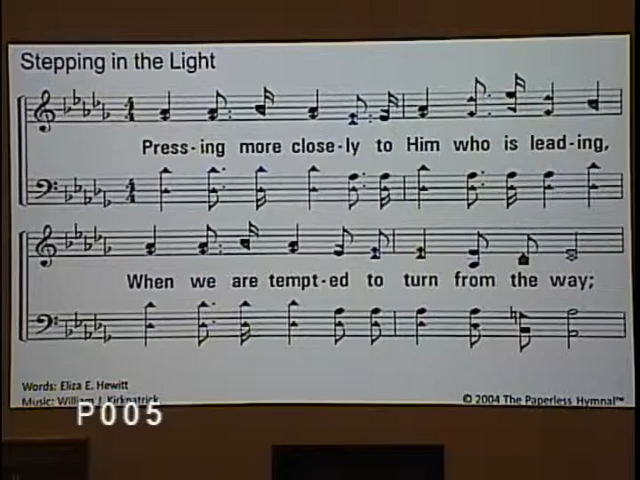 Stepping in the Light
Press-ing more close-ly to Him who is lead-ing,
When we are tempt-ed to turn from the way;
Words: Eliza E. Hewitt
Music: William J. Kirkpatrick
© 2004 The Paperless Hymnal™
P005